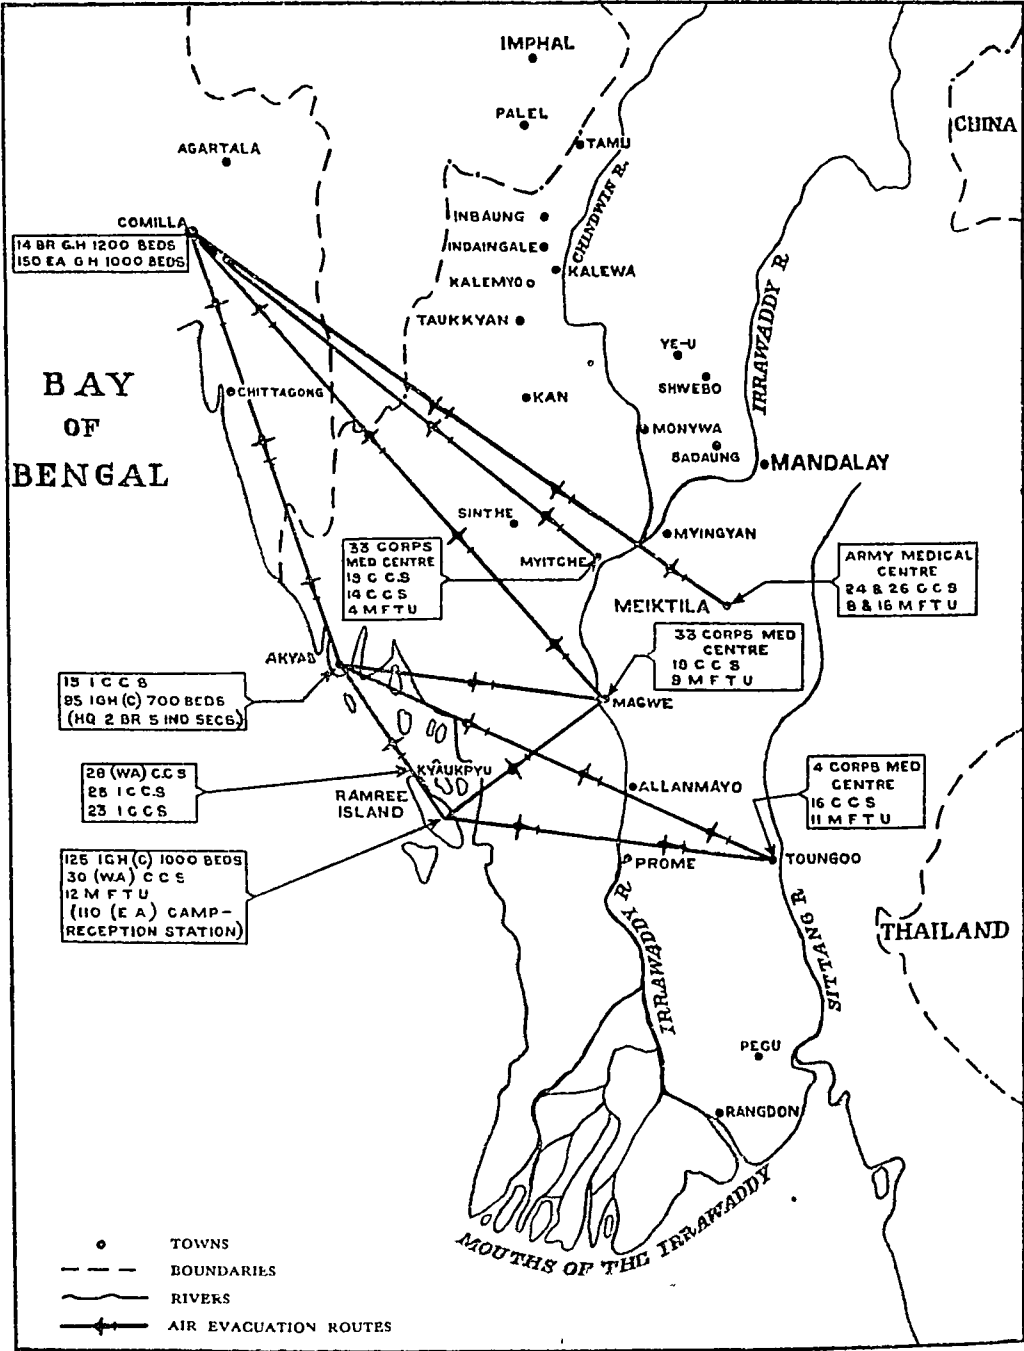 IMPHAL
PALEL
TAMU
CHINA
AGARTALA
CHINDWIN R.
COMILLA
14 BR G.H 1200 BEDS
150 EA G H 1000 BEDS
INBAUNG
INDAINGALE
KALEWA
KALEMYO
TAUKKYAN
IRRAWADDY R
YE-U
SHWEBO
BAY
OF
BENGAL
CHITTAGONG
KAN
MONYWA
SADAUNG
MANDALAY
SINTHE
MYINGYAN
33 CORPS
MED CENTRE
19 C C S
14 C C S
4 M F T U
MYITCHE
ARMY MEDICAL
CENTRE
24 & 26 C C S
8 & 16 M F T U
MEIKTILA
33 CORPS MED
CENTRE
10 C C S
9 M F T U
AKYAB
15 I C C S
95 IGH (C) 700 BEDS
(HQ 2 BR 5 IND SECS)
MAGWE
28 (WA) C.C S
25 I C C.S
23 I C C S
KYAUKPYU
RAMREE
ISLAND
ALLANMAYO
4 CORPS MED
CENTRE
16 C C S
11 M F T U
125 IGH (C) 1000 BEDS
30 (WA) C C S
12 M F T U
(110 (E A) CAMP-
RECEPTION STATION)
PROME
TOUNGOO
IRRAWADDY R
SITTANG R
THAILAND
PEGU
RANGDON
MOUTHS OF THE IRRAWADDY
TOWNS
BOUNDARIES
RIVERS
AIR EVACUATION ROUTES